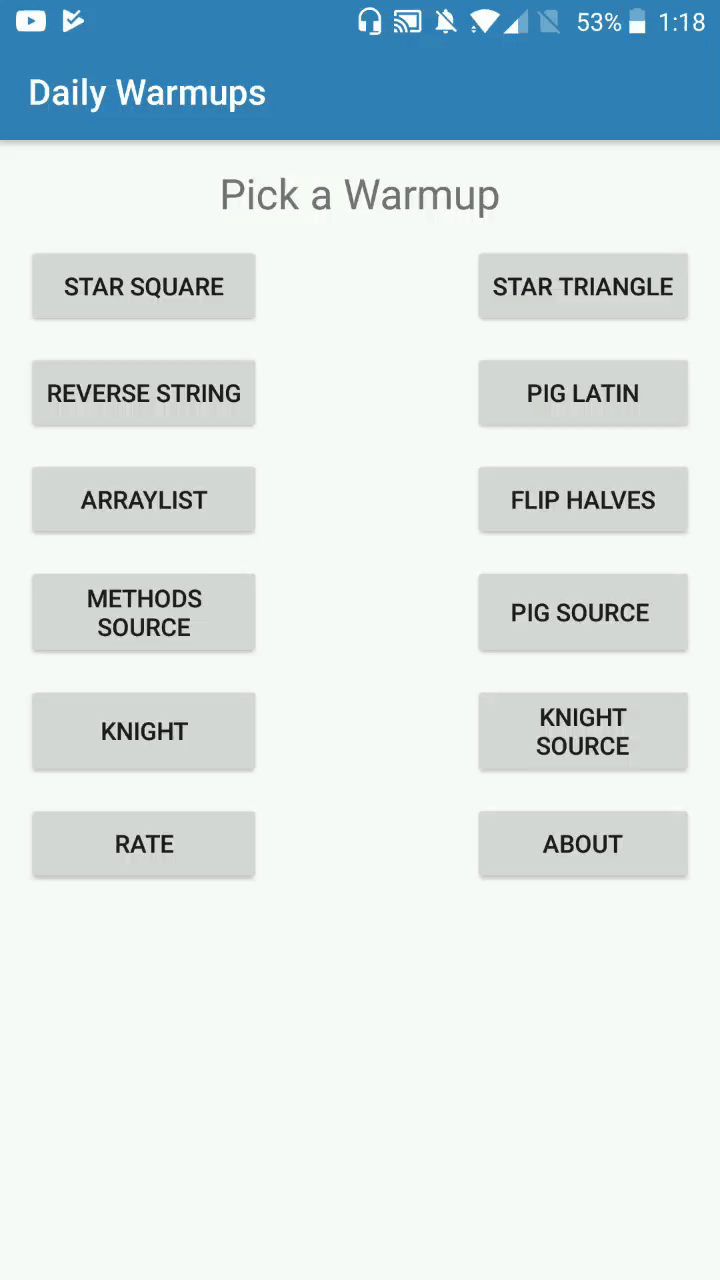 53% 1:18
Daily Warmups
Pick a Warmup
STAR SQUARE
STAR TRIANGLE
REVERSE STRING
PIG LATIN
ARRAYLIST
FLIP HALVES
METHODS
SOURCE
PIG SOURCE
KNIGHT
KNIGHT
SOURCE
RATE
ABOUT